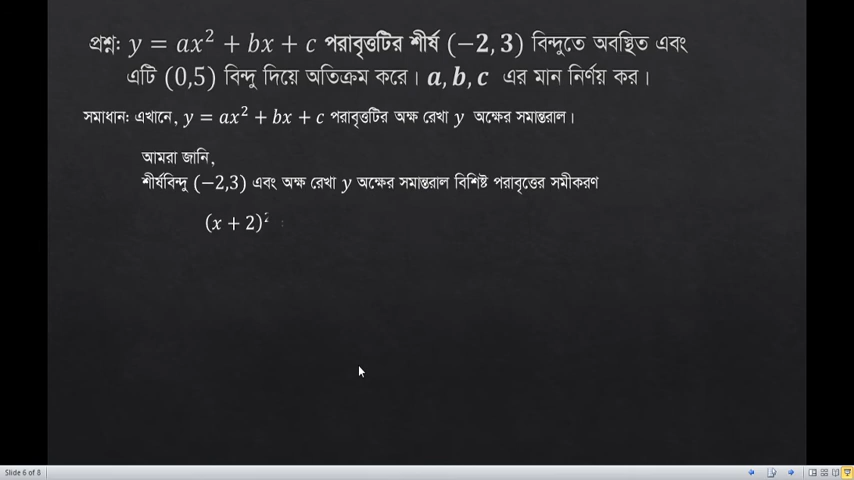 প্রশ্ন: y = ax² + bx + c পরাবৃত্তটির শীর্ষ (−2, 3) বিন্দুতে অবস্থিত এবং
এটি (0,5) বিন্দু দিয়ে অতিক্রম করে। a, b, c এর মান নির্ণয় কর।
সমাধান: এখানে, y = ax² + bx + c পরাবৃত্তটির অক্ষ রেখা y অক্ষের সমান্তরাল।
আমরা জানি,
শীর্ষবিন্দু (−2,3) এবং অক্ষ রেখা y অক্ষের সমান্তরাল বিশিষ্ট পরাবৃত্তের সমীকরণ
(x + 2)²
Slide 6 of 8